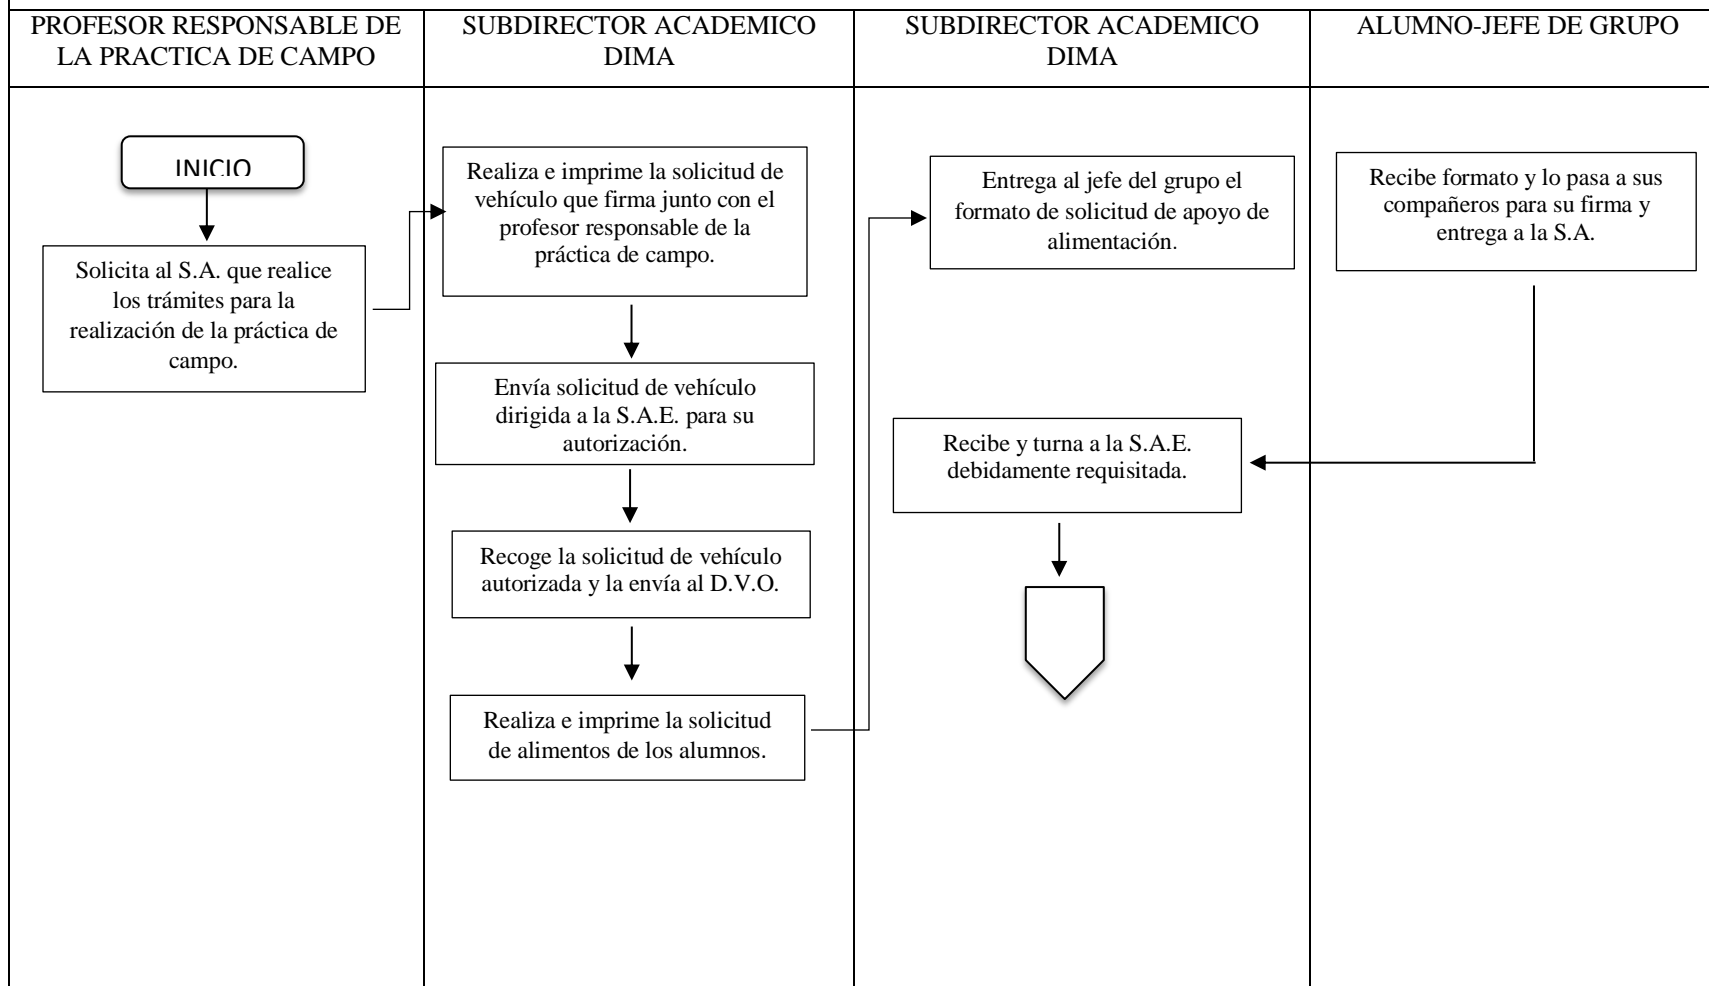 PROFESOR RESPONSABLE DE
LA PRACTICA DE CAMPO
SUBDIRECTOR ACADEMICO
DIMA
SUBDIRECTOR ACADEMICO
DIMA
ALUMNO-JEFE DE GRUPO
INICIO
Solicita al S.A. que realice
los trámites para la
realización de la práctica de
campo.
Realiza e imprime la solicitud de
vehículo que firma junto con el
profesor responsable de la
práctica de campo.
Envía solicitud de vehículo
dirigida a la S.A.E. para su
autorización.
Recoge la solicitud de vehículo
autorizada y la envía al D.V.O.
Realiza e imprime la solicitud
de alimentos de los alumnos.
Entrega al jefe del grupo el
formato de solicitud de apoyo de
alimentación.
Recibe y turna a la S.A.E.
debidamente requisitada.
Recibe formato y lo pasa a sus
compañeros para su firma y
entrega a la S.A.